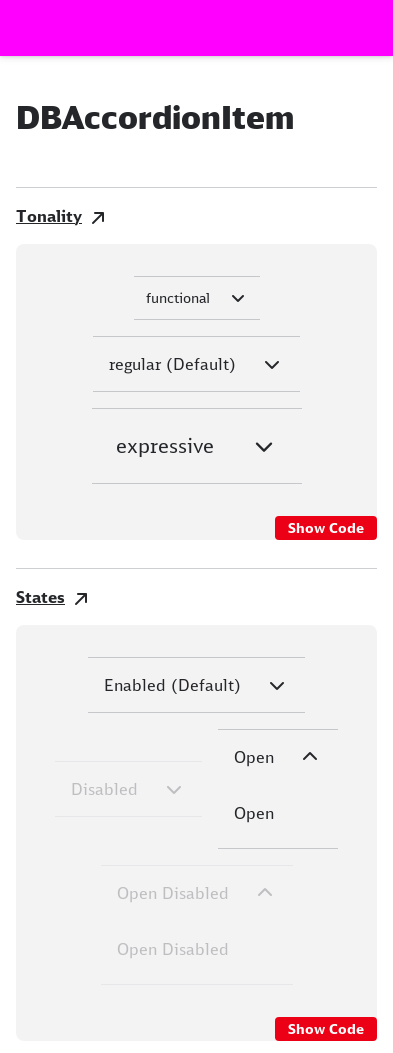 DBAccordionItem
Tonality
functional
regular (Default)
expressive
Show Code
States
Enabled (Default)
Disabled
Open
Open
Open Disabled
Open Disabled
Show Code